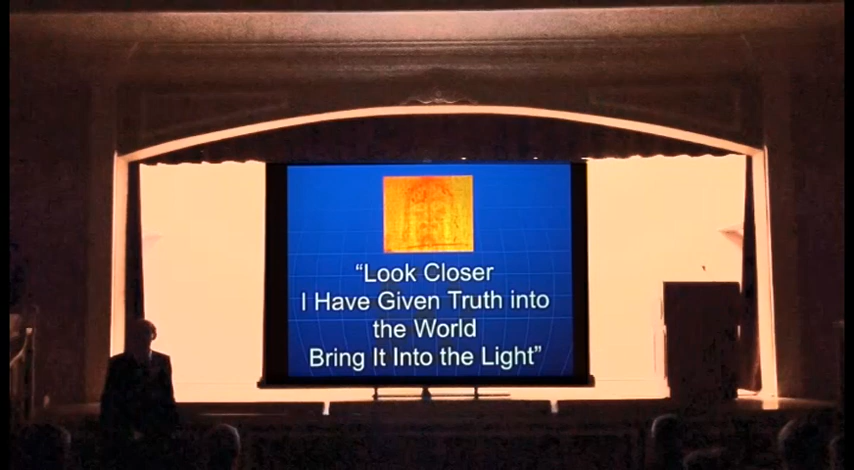 “Look Closer
I Have Given Truth into
the World
Bring It Into the Light”